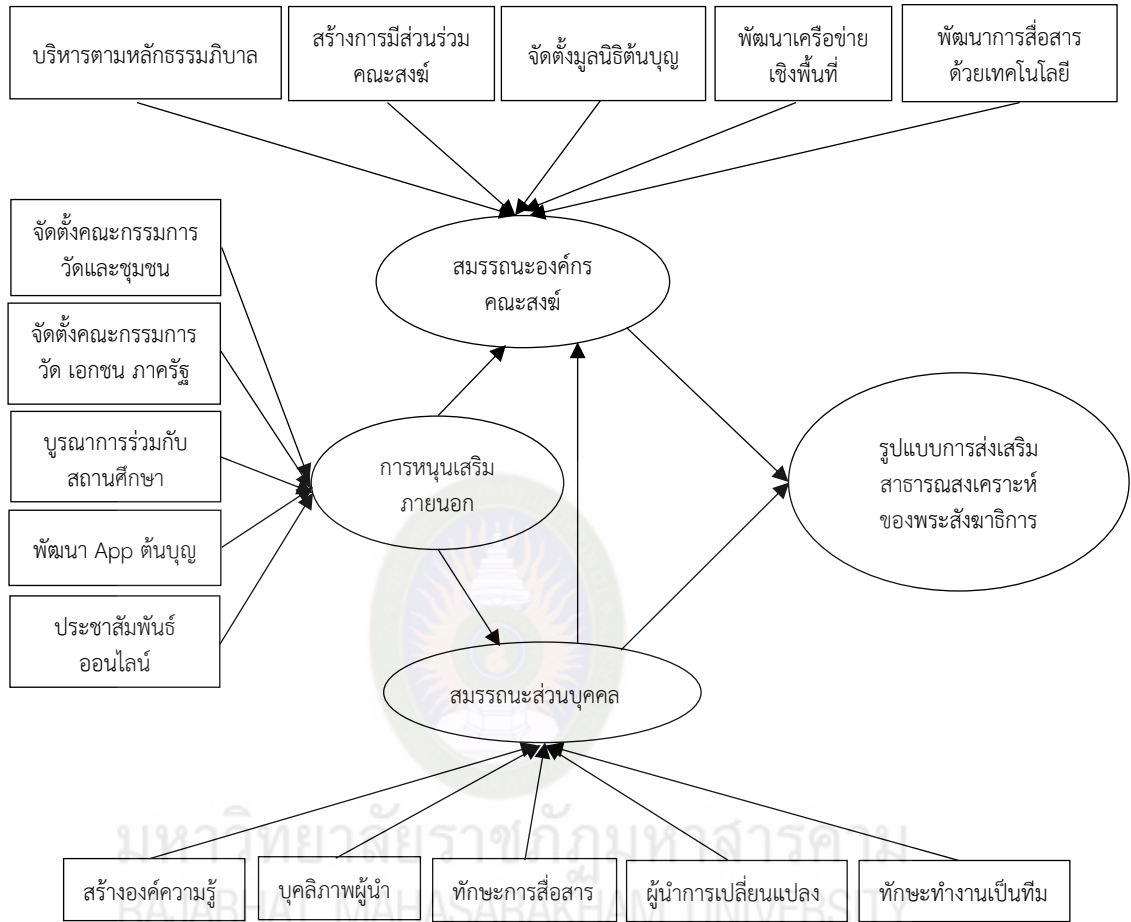 บริหารตามหลักธรรมภิบาล
สร้างการมีส่วนร่วม
คณะสงฆ์
จัดตั้งมูลนิธิต้นบุญ
พัฒนาเครือข่าย
เชิงพื้นที่
พัฒนาการสื่อสาร
ด้วยเทคโนโลยี
สมรรถนะองค์กร
คณะสงฆ์
จัดตั้งคณะกรรมการ
วัดและชุมชน
จัดตั้งคณะกรรมการ
วัด เอกชน ภาครัฐ
บูรณาการร่วมกับ
สถานศึกษา
พัฒนา App ต้นบุญ
ประชาสัมพันธ์
ออนไลน์
การหนุนเสริม
ภายนอก
รูปแบบการส่งเสริม
สาธารณสงเคราะห์
ของพระสังฆาธิการ
สมรรถนะส่วนบุคคล
มหาวิทยาลัยราชภัฏมหาสารคาม
สร้างองค์ความรู้
บุคลิภาพผู้นำ
ทักษะการสื่อสาร
ผู้นำการเปลี่ยนแปลง
ทักษะทำงานเป็นทีม
RAJABHAT MAHASARAKHAM UNIVERSITY